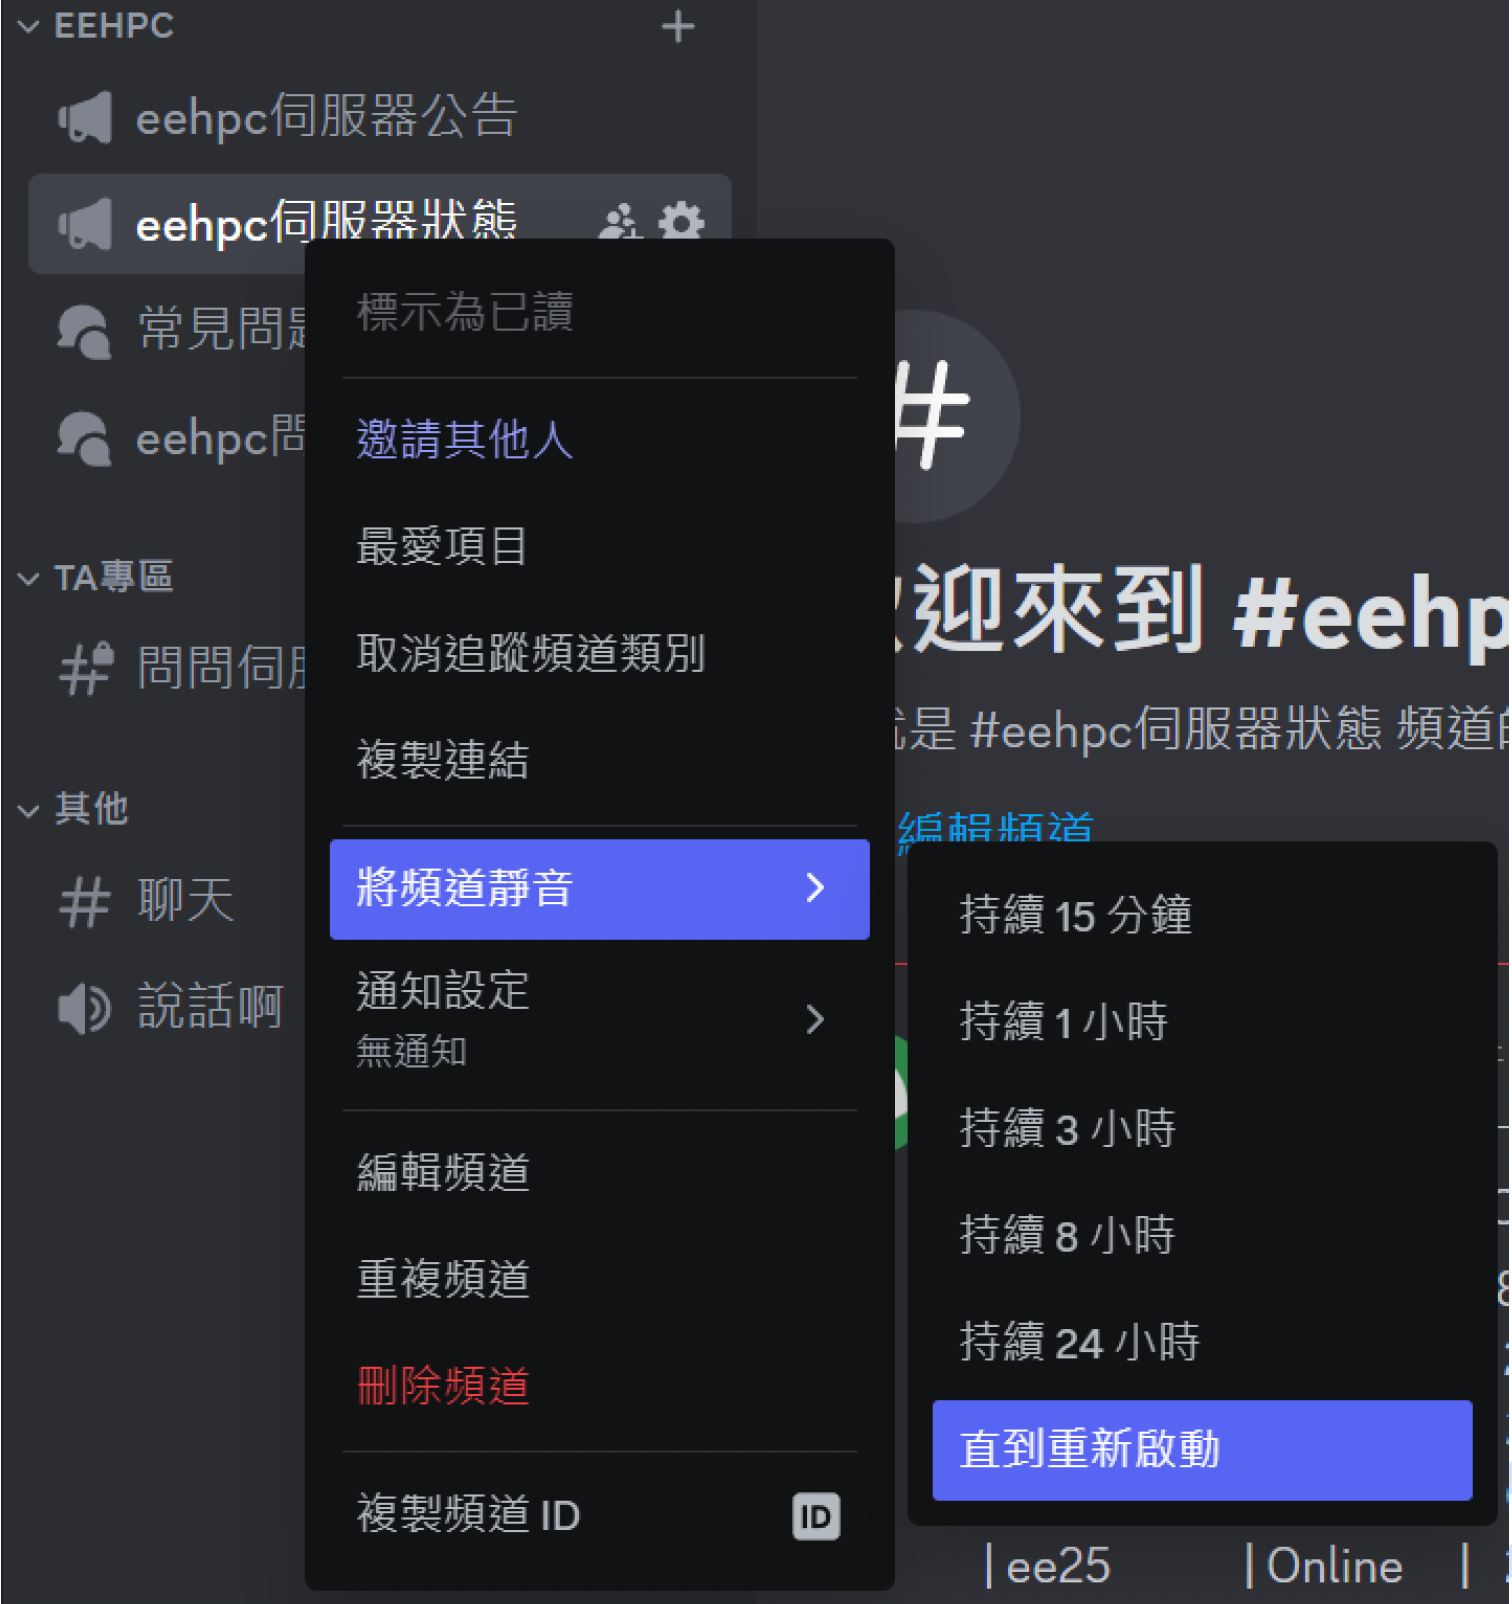 EEHPC
eehpc伺服器公告
eehpc伺服器狀態
常見問題
eehpc問
TA專區
問問伺服
其他
聊天
說話啊
標示為已讀
邀請其他人
最愛項目
取消追蹤頻道類別
複製連結
將頻道靜音
通知設定
無通知
編輯頻道
重複頻道
刪除頻道
複製頻道 ID
ID
#
迎來到 #eehp
就是 #eehpc伺服器狀態 頻道的
編輯頻道
持續 15 分鐘
持續 1 小時
持續 3 小時
持續 8 小時
持續 24 小時
直到重新啟動
| ee25 | Online |